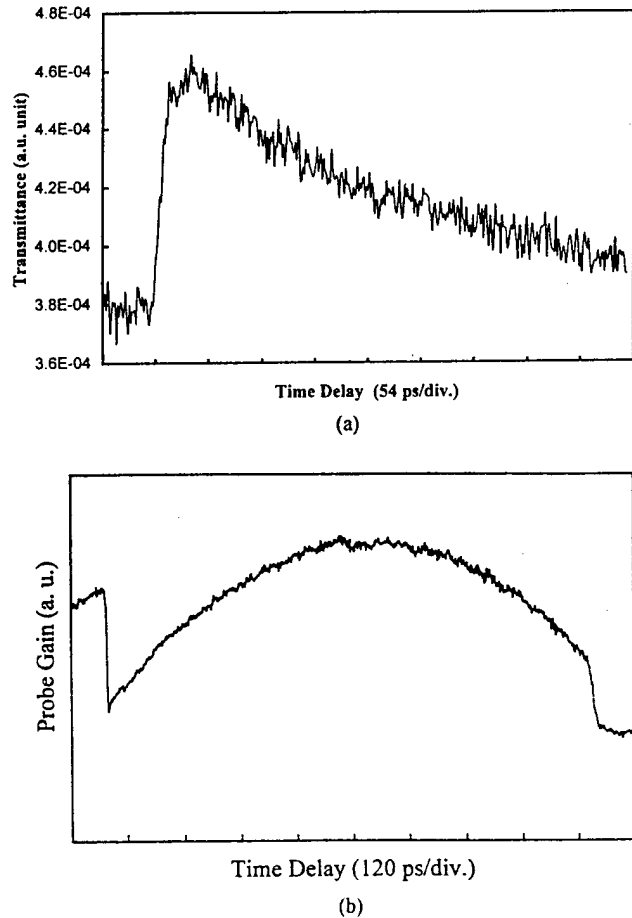 4.8E-04
4.6E-04
4.4E-04
4.2E-04
4.0E-04
3.8E-04
3.6E-04
Transmittance (a.u. unit)
Time Delay (54 ps/div.)
(a)
Probe Gain (a. u.)
Time Delay (120 ps/div.)
(b)